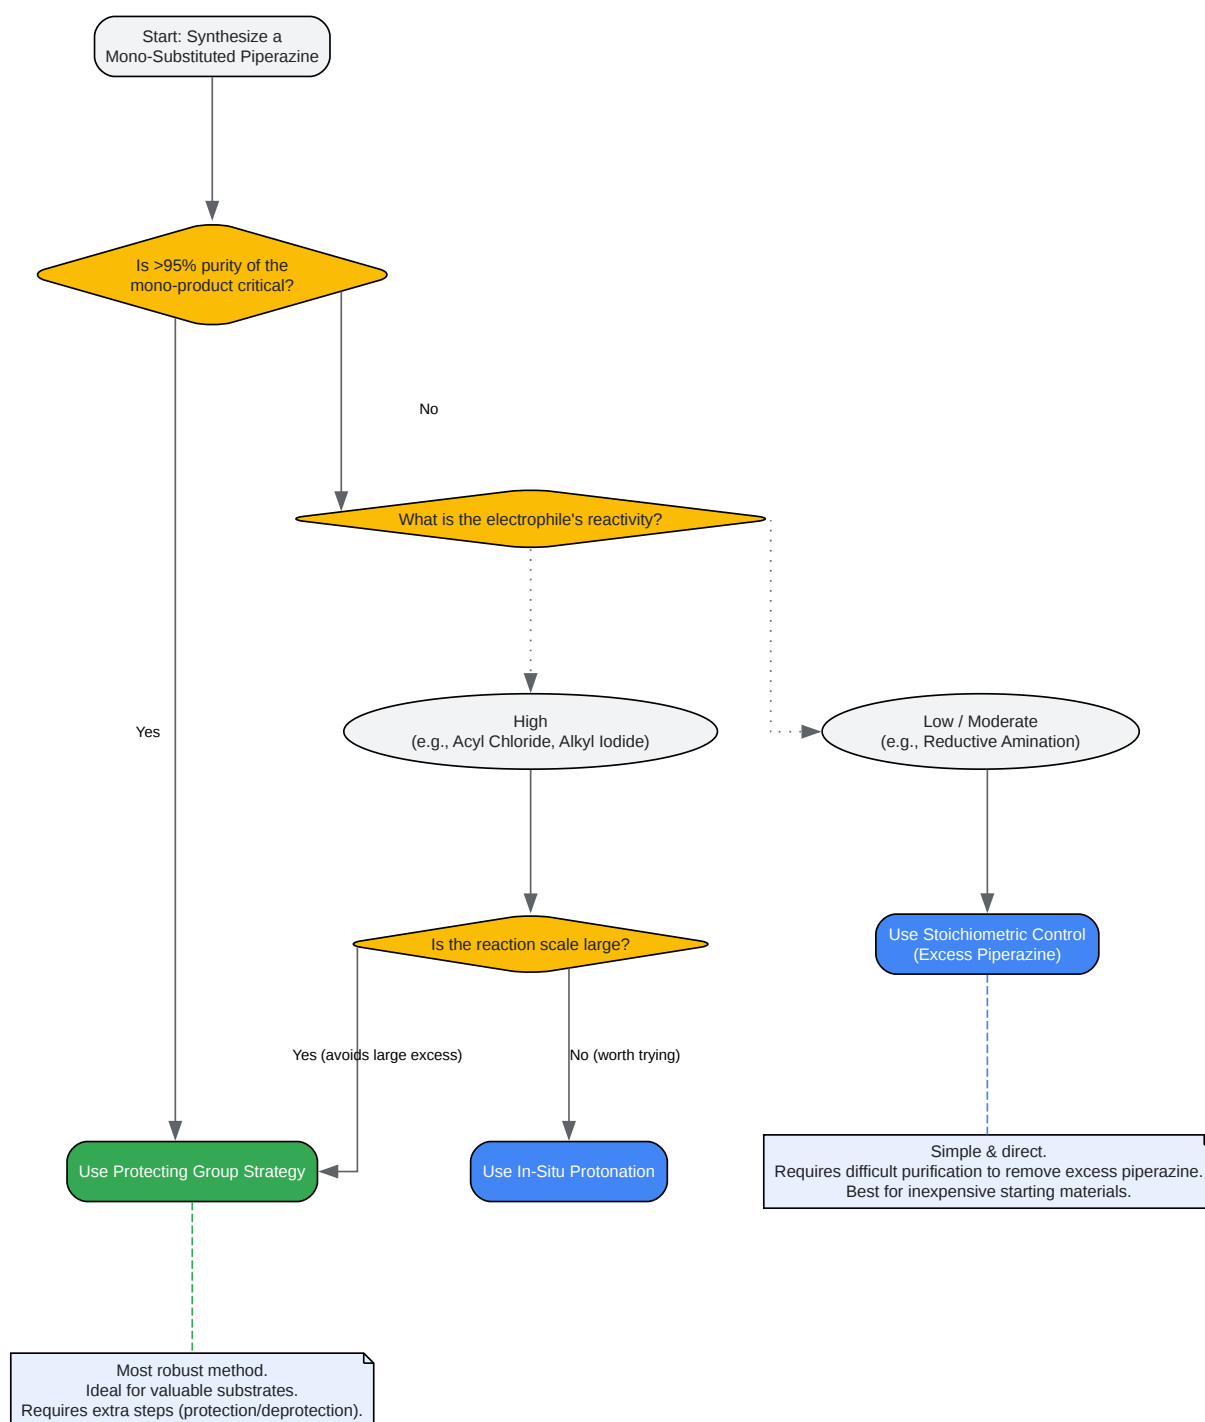 Start: Synthesize a
Mono-Substituted Piperazine
Is >95% purity of the
mono-product critical?
No
What is the electrophile's reactivity?
Yes
High
(e.g., Acyl Chloride, Alkyl Iodide)
Low / Moderate
(e.g., Reductive Amination)
Is the reaction scale large?
Use Stoichiometric Control
(Excess Piperazine)
Yes (avoids large excess)
No (worth trying)
Use Protecting Group Strategy
Use In-Situ Protonation
Simple & direct.
Requires difficult purification to remove excess piperazine.
Best for inexpensive starting materials.
Most robust method.
Ideal for valuable substrates.
Requires extra steps (protection/deprotection).